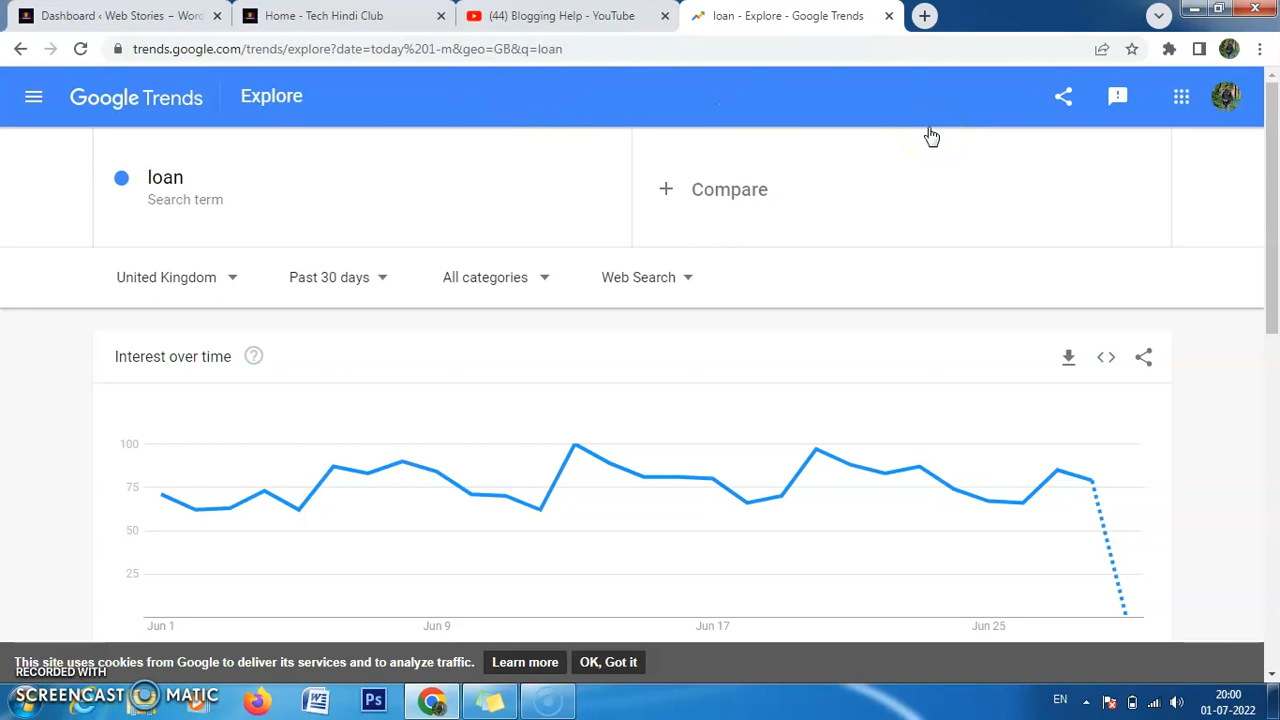 Dashboard ‹ Web Stories – Word
Home - Tech Hindi Club
(44) Blogging Help - YouTube
loan - Explore - Google Trends
trends.google.com/trends/explore?date=today%201-m&geo=GB&q=loan
Google Trends
Explore
loan
Search term
+ Compare
United Kingdom
Past 30 days
All categories
Web Search
Interest over time
100
75
50
25
Jun 1
Jun 9
Jun 17
Jun 25
This site uses cookies from Google to deliver its services and to analyze traffic.
Learn more
OK, Got it
RECORDED WITH
SCREENCAST MATIC
EN
20:00
01-07-2022